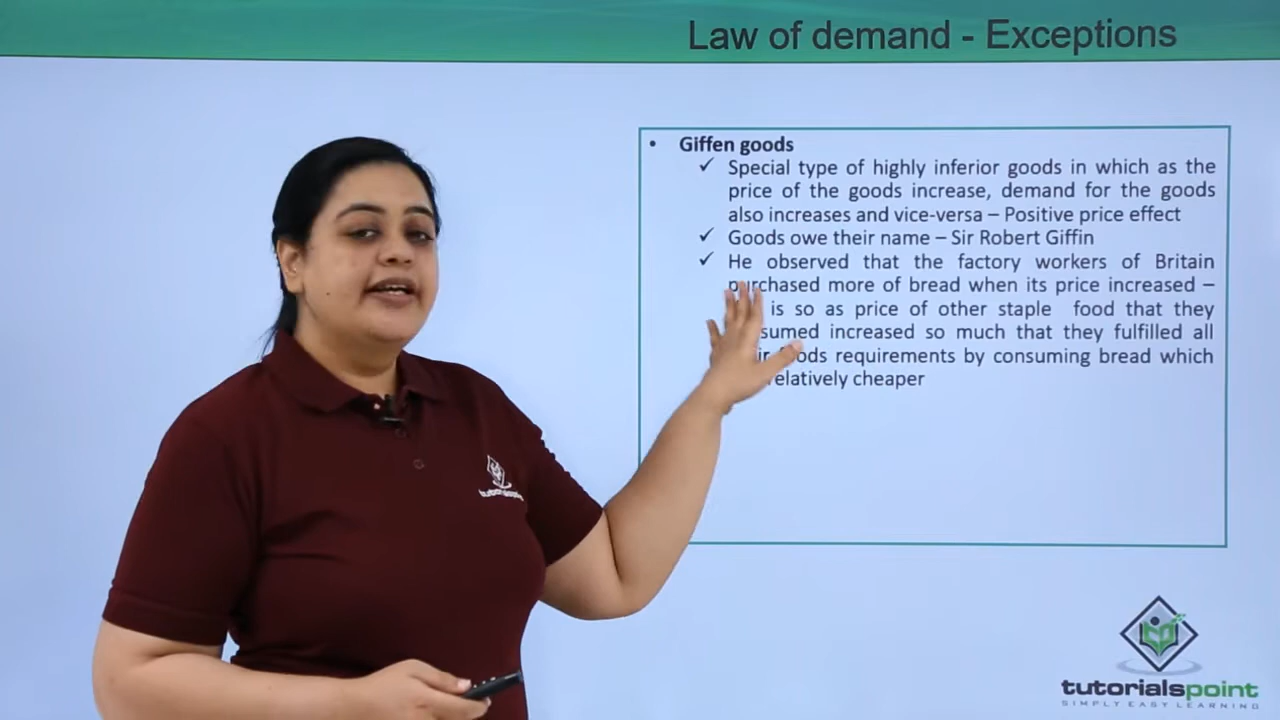 Law of demand - Exceptions
• Giffen goods
✓ Special type of highly inferior goods in which as the
price of the goods increase, demand for the goods
also increases and vice-versa – Positive price effect
✓ Goods owe their name – Sir Robert Giffin
✓ He observed that the factory workers of Britain
purchased more of bread when its price increased –
is so as price of other staple food that they
increased so much that they fulfilled all
requirements by consuming bread which
relatively cheaper
tutorialspoint
tutorialspoint
SIMPLY EASY LEARNING